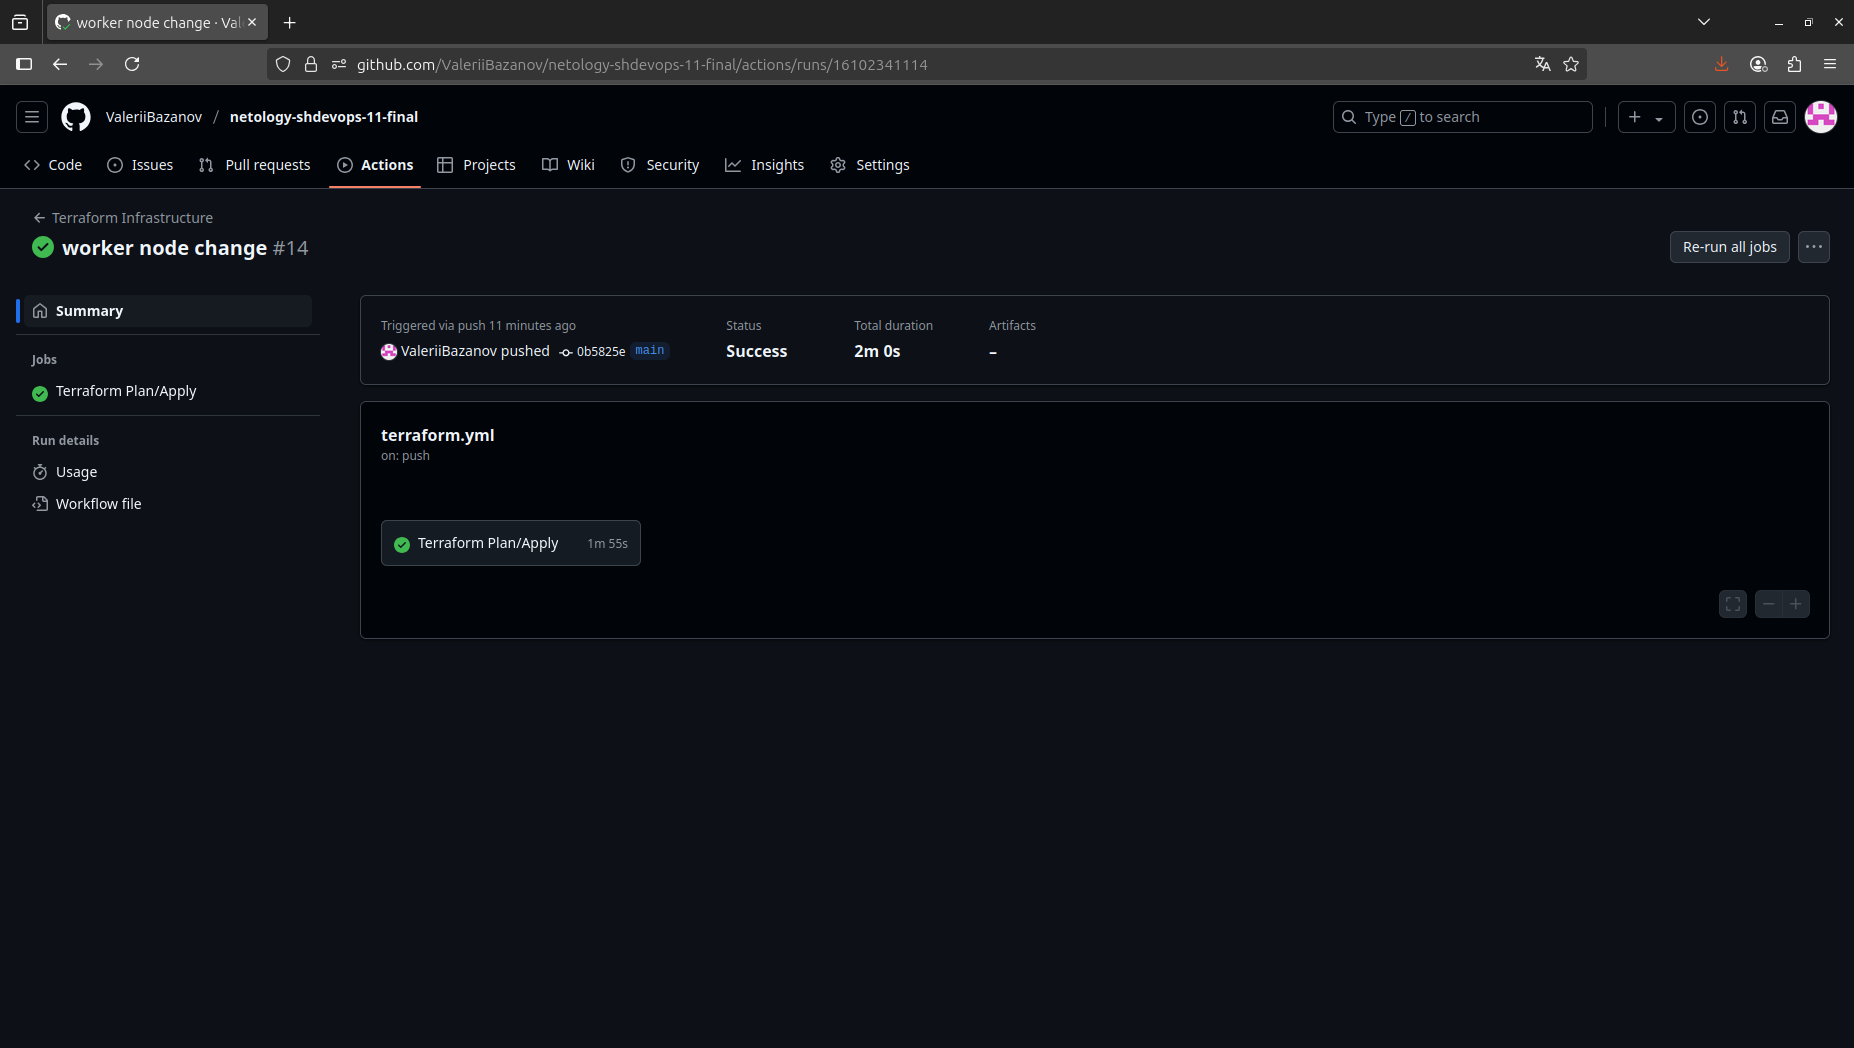 worker node change · Val
github.com/ValeriiBazanov/netology-shdevops-11-final/actions/runs/16102341114
ValeriiBazanov / netology-shdevops-11-final
Type / to search
Code Issues Pull requests Actions Projects Wiki Security Insights Settings
Terraform Infrastructure
worker node change #14
Re-run all jobs
Summary
Jobs
Terraform Plan/Apply
Run details
Usage
Workflow file
Triggered via push 11 minutes ago
ValeriiBazanov pushed 0b5825e main
Status
Success
Total duration
2m 0s
Artifacts
–
terraform.yml
on: push
Terraform Plan/Apply 1m 55s